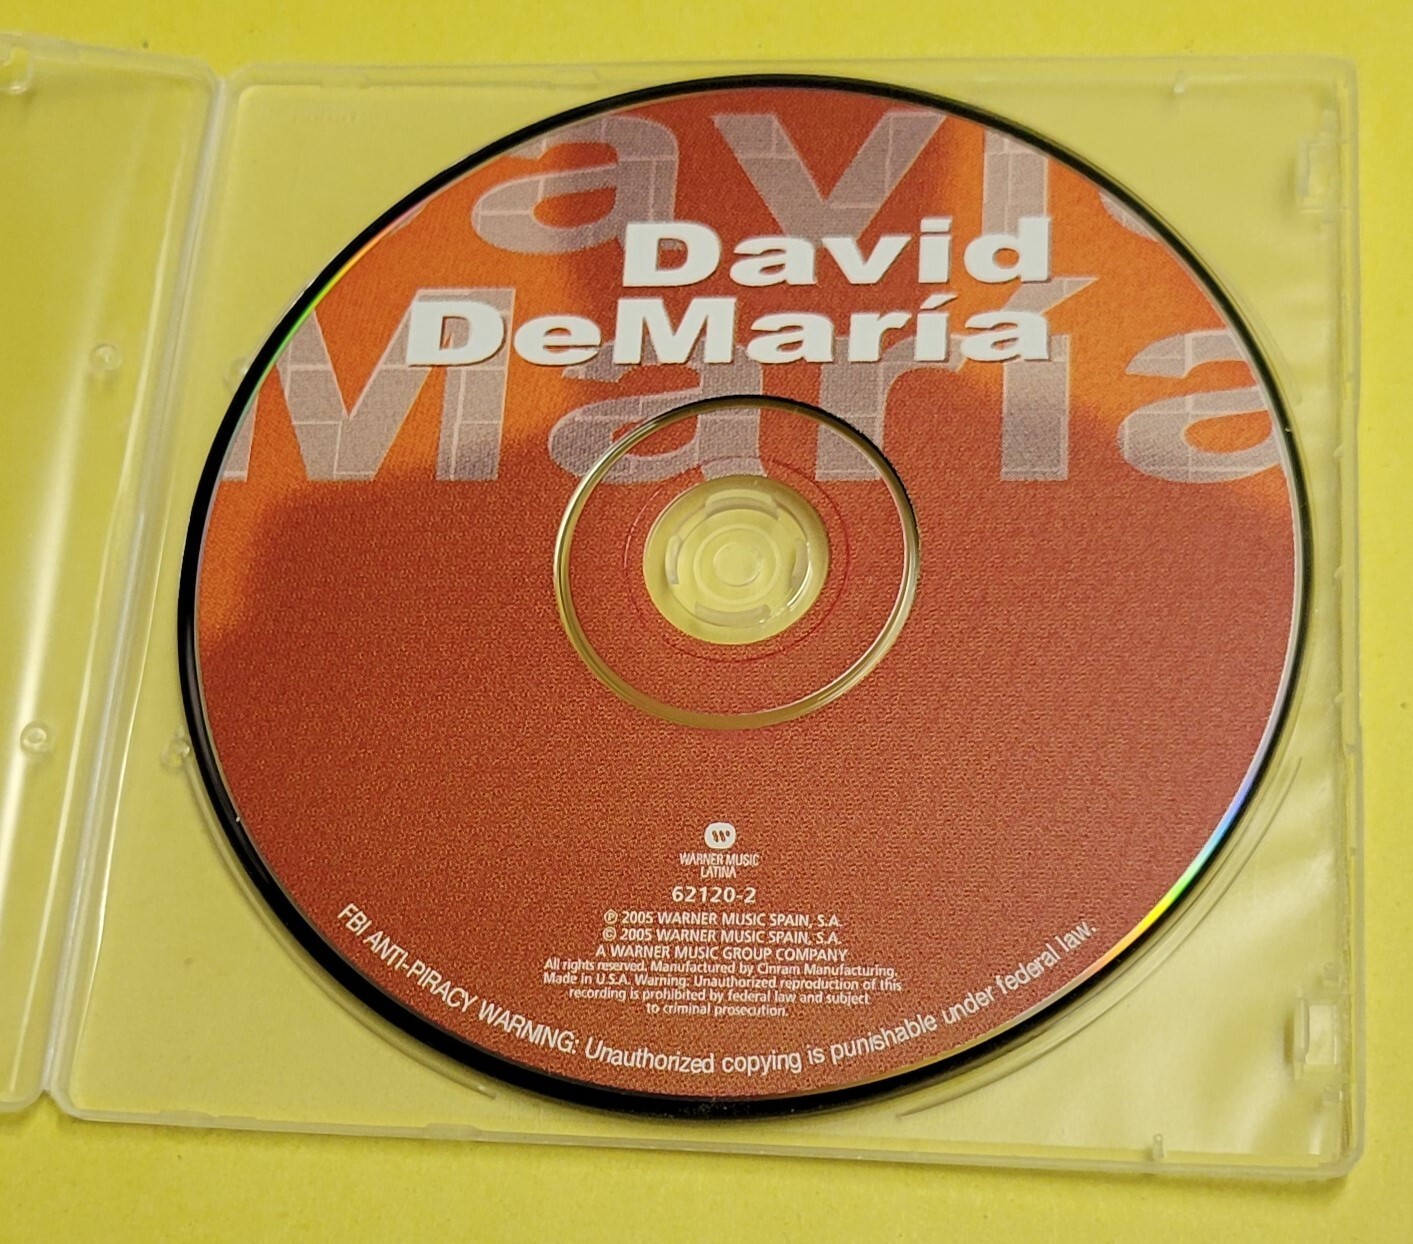 avid
David
DeMaría
María
WARNER MUSIC
LATINA
62120-2
℗ 2005 WARNER MUSIC SPAIN, S.A.
© 2005 WARNER MUSIC SPAIN, S.A.
A WARNER MUSIC GROUP COMPANY
All rights reserved. Manufactured by Cinram Manufacturing.
Made in U.S.A. Warning: Unauthorized reproduction of this
recording is prohibited by federal law and subject
to criminal prosecution.
FBI ANTI-PIRACY WARNING: Unauthorized copying is punishable under federal law.